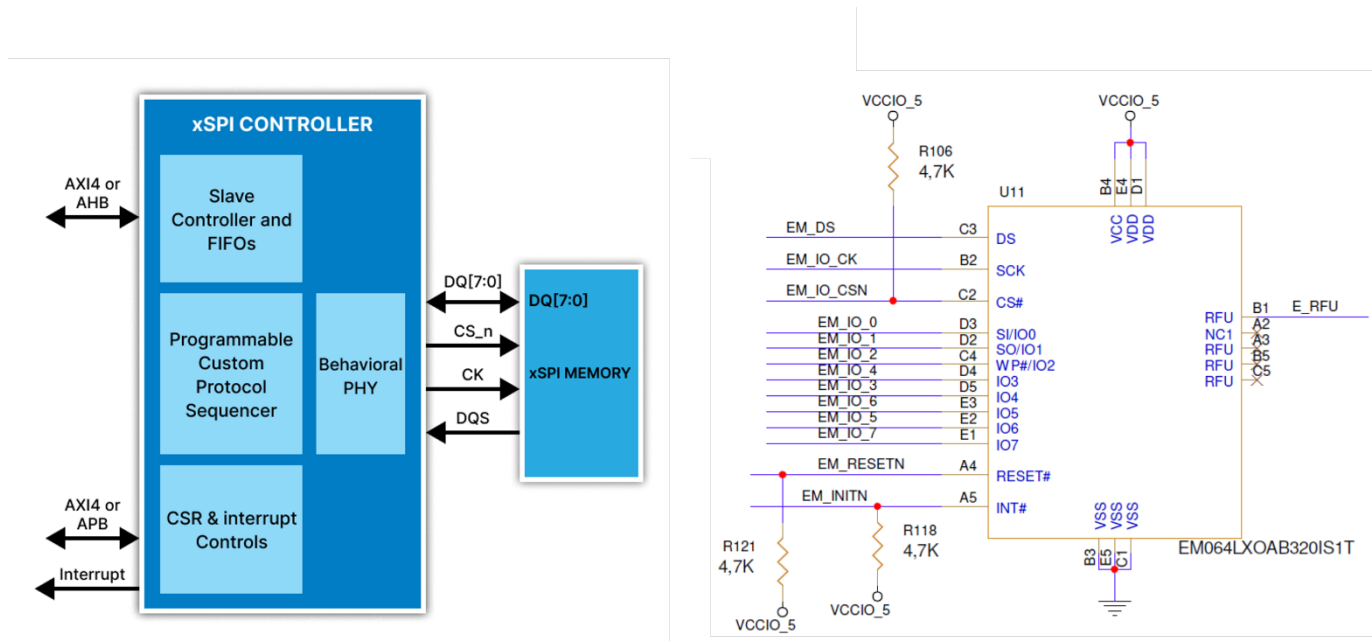 xSPI CONTROLLER
AXI4 or
AHB
Slave
Controller and
FIFOs
Programmable
Custom
Protocol
Sequencer
Behavioral
PHY
AXI4 or
APB
CSR & interrupt
Controls
Interrupt
DQ[7:0]
CS_n
CK
DQS
DQ[7:0]
xSPI MEMORY
VCCIO_5
R106
4,7K
VCCIO_5
U11
B4
E4
D1
VCC
VDD
VDD
EM_DS
C3
DS
EM_IO_CK
B2
SCK
EM_IO_CSN
C2
CS#
EM_IO_0
D3
SI/IO0
EM_IO_1
D2
SO/IO1
EM_IO_2
C4
WP#/IO2
EM_IO_4
D4
IO3
EM_IO_3
D5
IO4
EM_IO_6
E3
IO5
EM_IO_5
E2
IO6
EM_IO_7
E1
IO7
EM_RESETN
A4
RESET#
EM_INITN
A5
INT#
RFU
B1
E_RFU
NC1
A2
RFU
A3
RFU
B5
RFU
C5
VSS
VSS
VSS
B3
E5
C1
EM064LXOAB320IS1T
R121
4,7K
VCCIO_5
R118
4,7K
VCCIO_5